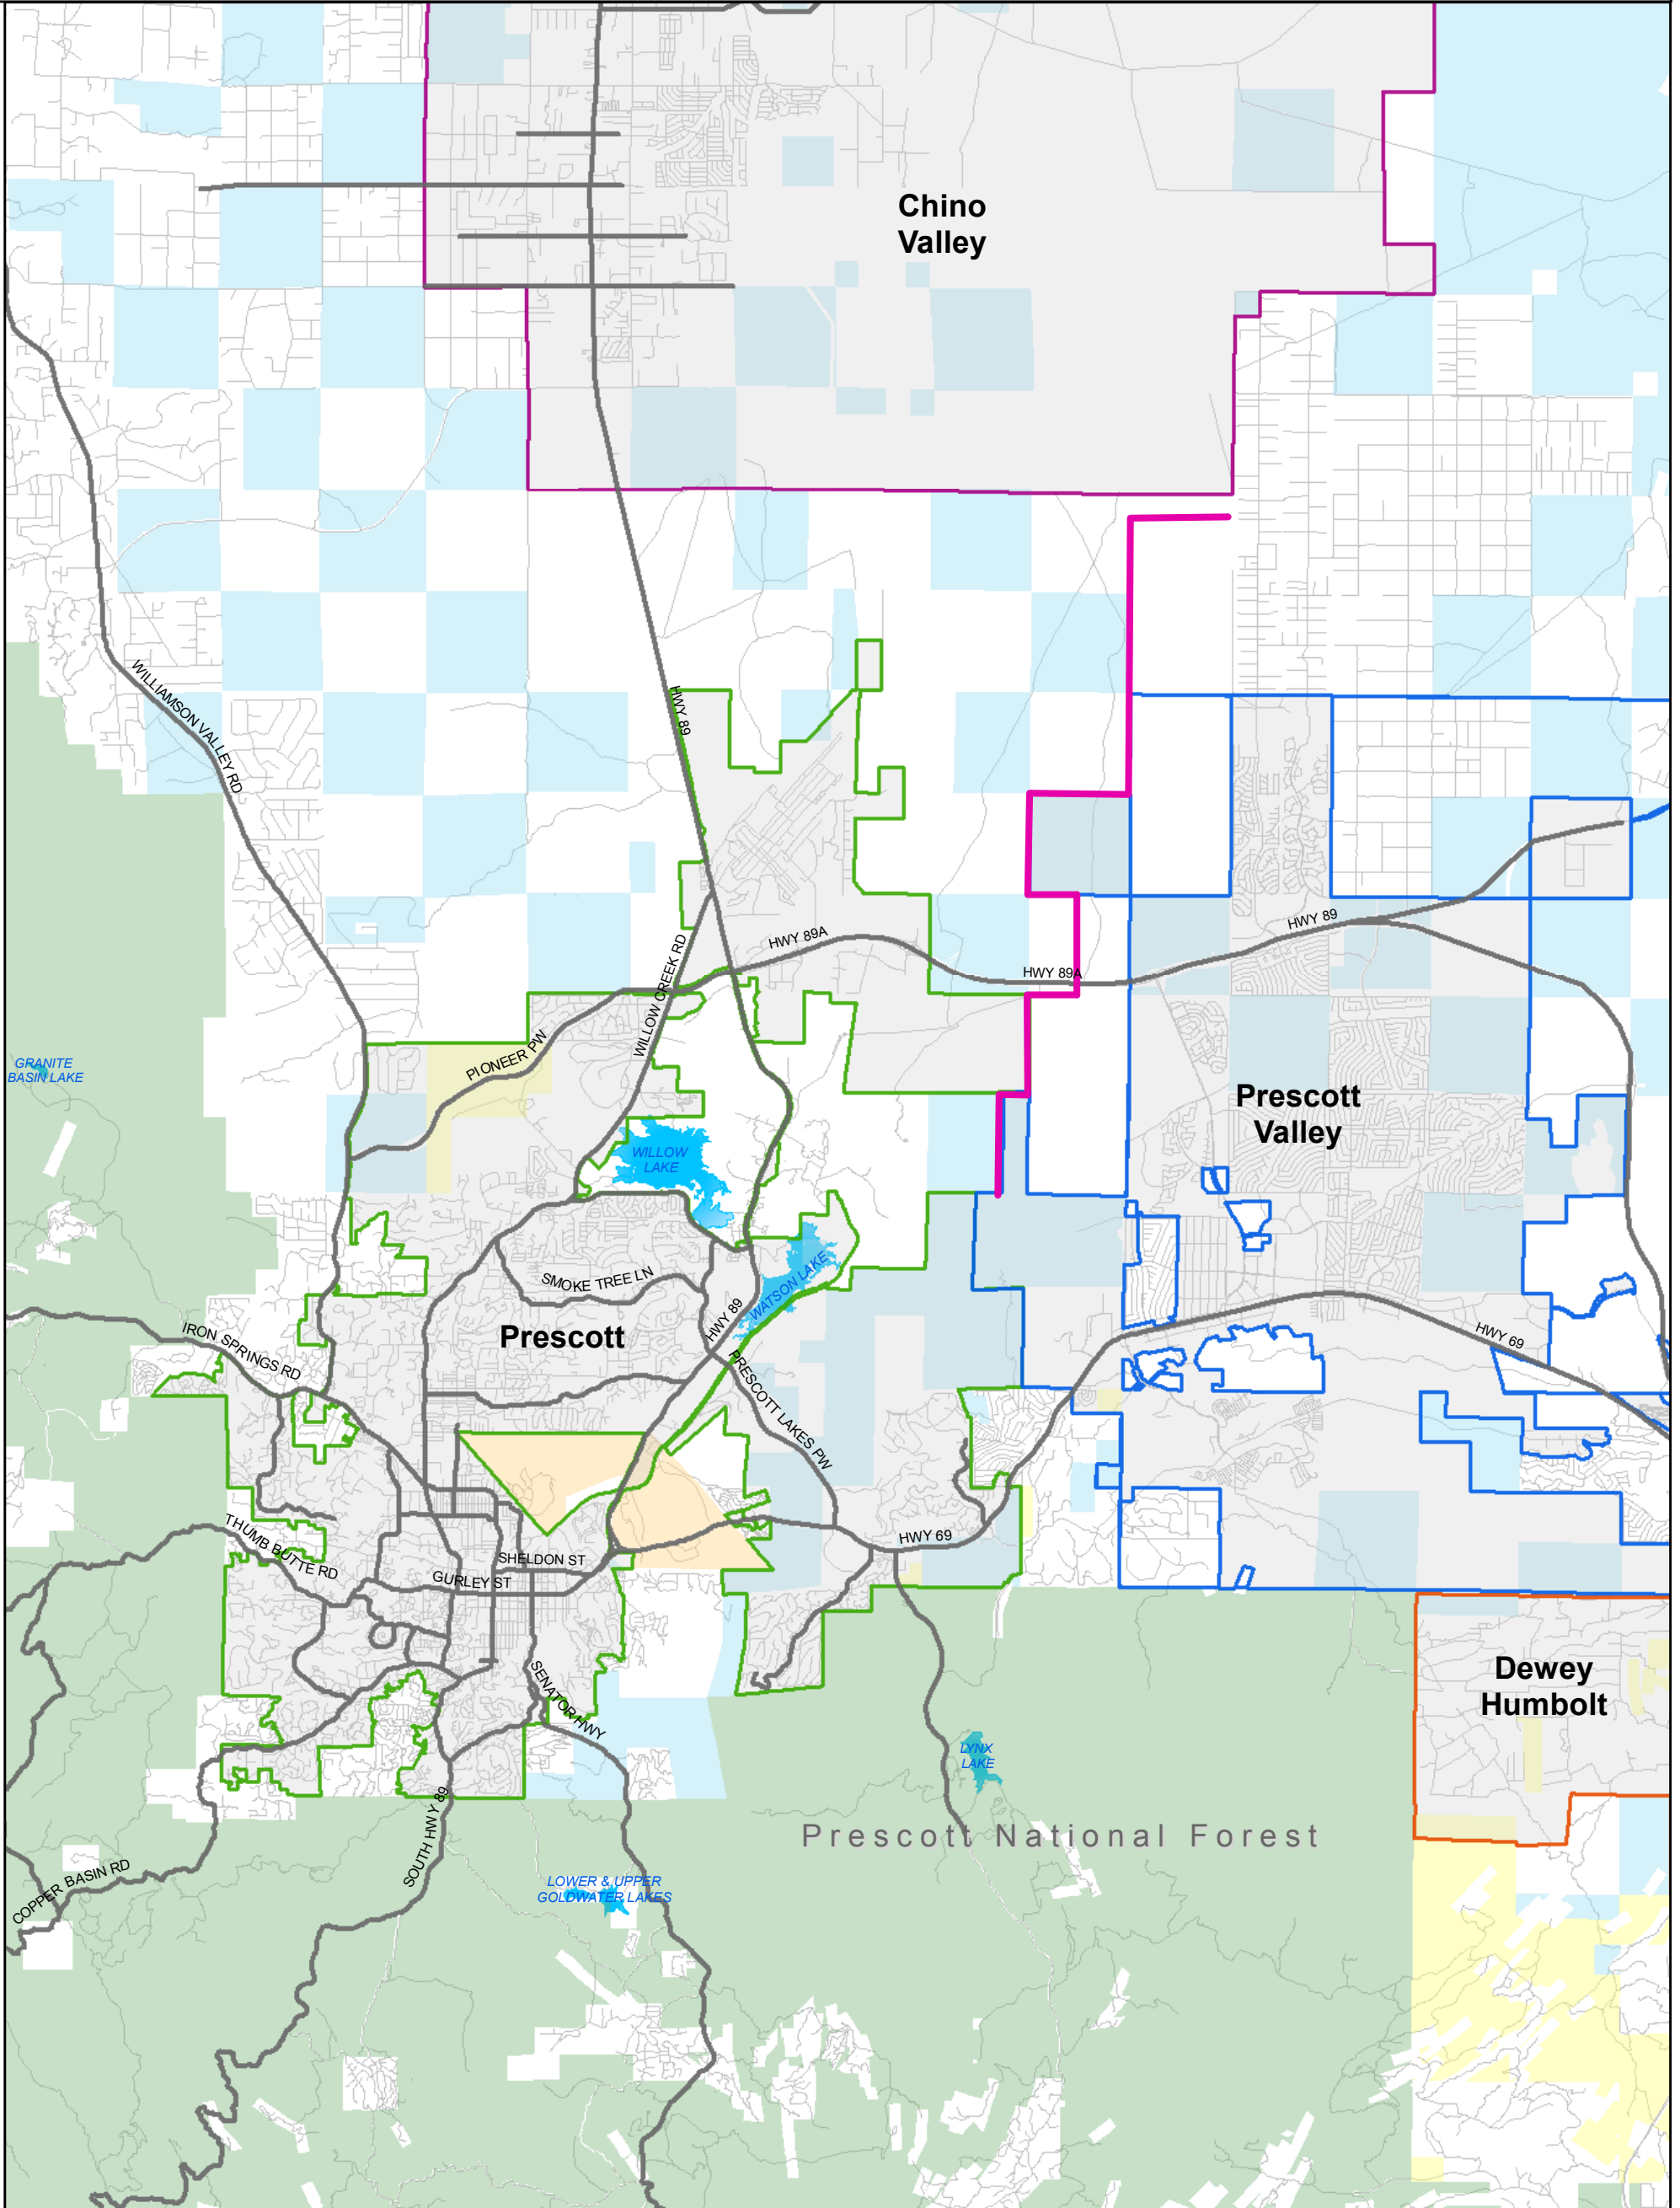 Chino
Valley
WILLIAMSON VALLEY RD
HWY 89
HWY 89
HWY 89A
HWY 89A
WILLOW CREEK RD
PIONEER PW
GRANITE
BASIN LAKE
Prescott
Valley
WILLOW
LAKE
SMOKE TREE LN
WATSON LAKE
HWY 89
Prescott
HWY 69
IRON SPRINGS RD
PRESCOTT LAKES PW
THUMB BUTTE RD
SHELDON ST
GURLEY ST
HWY 69
SENATOR HWY
Dewey
Humbolt
LYNX
LAKE
SOUTH HWY 89
Prescott National Forest
COPPER BASIN RD
LOWER & UPPER
GOLDWATER LAKES